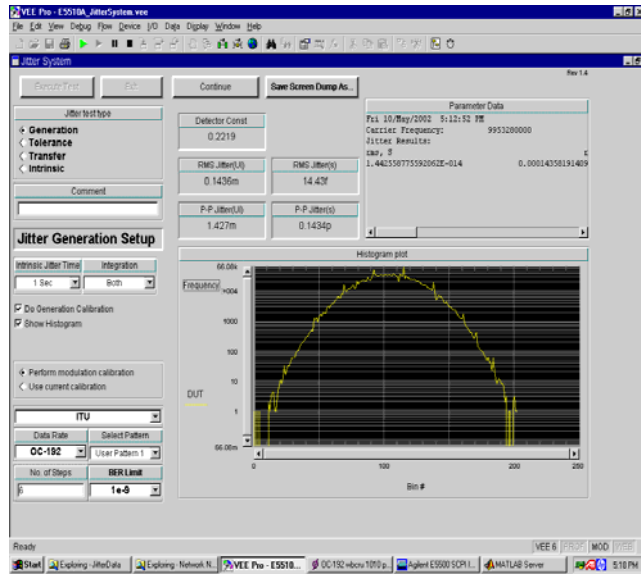 VEE Pro - E5510A_JitterSystem.vee
File Edit View Debug Flow Device I/O Data Display Window Help
Jitter System
Rev 1.4
Execute Test
Exit
Continue
Save Screen Dump As...
Jitter test type
Generation
Tolerance
Transfer
Intrinsic
Comment
Jitter Generation Setup
Intrinsic Jitter Time
Integration
1 Sec
Both
Do Generation Calibration
Show Histogram
Perform modulation calibration
Use current calibration
ITU
Data Rate
Select Pattern
OC-192
User Pattern 1
No. of Steps
BER Limit
6
1e-9
Detector Const
0.2219
RMS Jitter(UI)
RMS Jitter(s)
0.1436m
14.43f
P-P Jitter(UI)
P-P Jitter(s)
1.427m
0.1434p
Parameter Data
Fri 10/May/2002 5:12:52 PM
Carrier Frequency: 9953280000
Jitter Results:
rms, S r
1.442558775592062E-014 0.00014358191409
Histogram plot
66.08k
Frequency
1000
100
10
1
DUT
66.08m
0
100
200
250
Bin #
Ready
VEE 6
PROF
MOD
WEB
Start
Exploring - JitterData
Exploring - Network N...
VEE Pro - E5510...
OC-192 wbcru 1010 p...
Agilent E5500 SCPI I...
MATLAB Server
5:10 PM